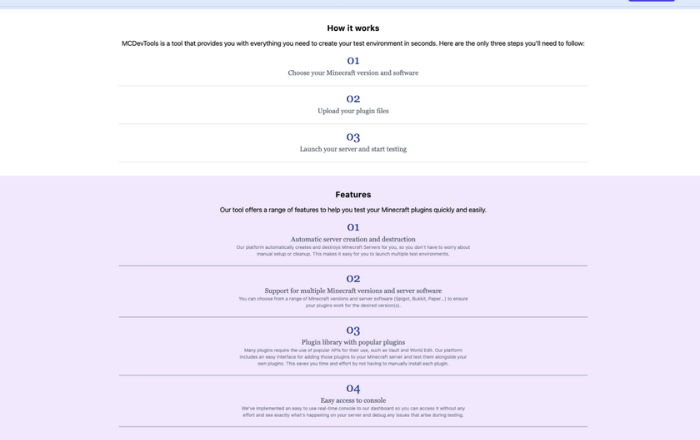 How it works
MCDevTools is a tool that provides you with everything you need to create your test environment in seconds. Here are the only three steps you'll need to follow:
01
Choose your Minecraft version and software
02
Upload your plugin files
03
Launch your server and start testing
Features
Our tool offers a range of features to help you test your Minecraft plugins quickly and easily.
01
Automatic server creation and destruction
Our platform automatically creates and destroys Minecraft Servers for you, so you don't have to worry about
manual setup or cleanup. This makes it easy for you to launch multiple test environments.
02
Support for multiple Minecraft versions and server software
You can choose from a range of Minecraft versions and server software (Spigot, Bukkit, Paper...) to ensure
your plugins work for the desired version(s).
03
Plugin library with popular plugins
Many plugins require the use of popular APIs for their use, such as Vault and World Edit. Our platform
includes an easy interface for adding those plugins to your Minecraft server and test them alongside your
own plugins. This saves you time and effort by not having to manually install each plugin.
04
Easy access to console
We've implemented an easy to use real-time console to our dashboard so you can access it without any
effort and see exactly what's happening on your server and debug any issues that arise during testing.